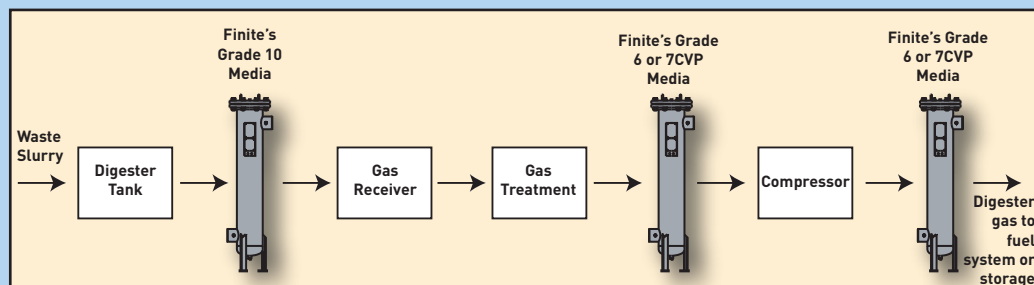 Waste
Slurry
Digester
Tank
Finite's
Grade 10
Media
Gas
Receiver
Gas
Treatment
Finite's Grade
6 or 7CVP
Media
Compressor
Finite's Grade
6 or 7CVP
Media
Digester
gas to
fuel
system or
storage